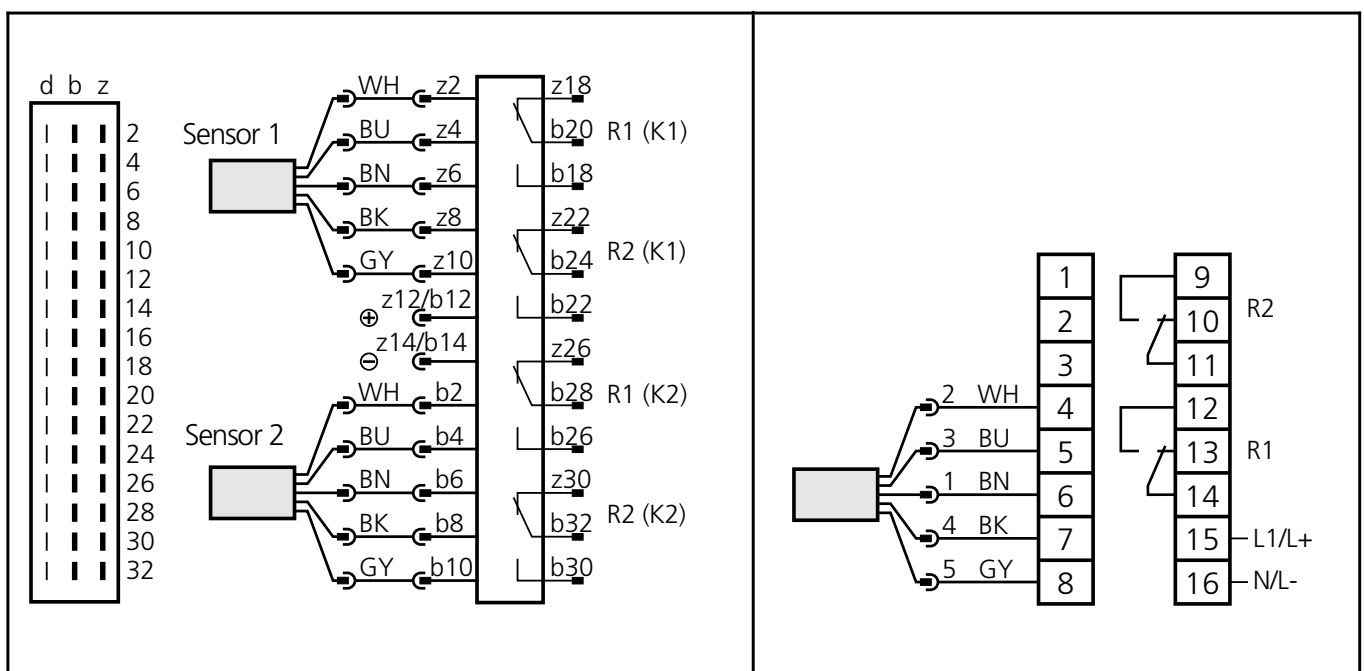 d b z
2
4
6
8
10
12
14
16
18
20
22
24
26
28
30
32
Sensor 1
WH z2
BU z4
BN z6
BK z8
GY z10
⊕ z12/b12
⊖ z14/b14
Sensor 2
WH b2
BU b4
BN b6
BK b8
GY b10
z18
b20 R1 (K1)
b18
z22
b24 R2 (K1)
b22
z26
b28 R1 (K2)
b26
z30
b32 R2 (K2)
b30
2 WH
3 BU
1 BN
4 BK
5 GY
1
2
3
4
5
6
7
8
9
10
11
12
13
14
15
16
R2
R1
L1/L+
N/L-